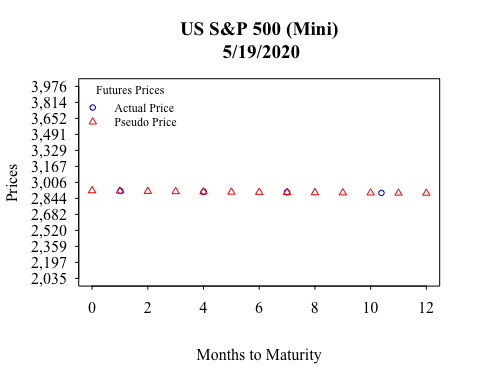 US S&P 500 (Mini)
5/19/2020
Futures Prices
Actual Price
Pseudo Price
Prices
3,976
3,814
3,652
3,491
3,329
3,167
3,006
2,844
2,682
2,520
2,359
2,197
2,035
0 2 4 6 8 10 12
Months to Maturity